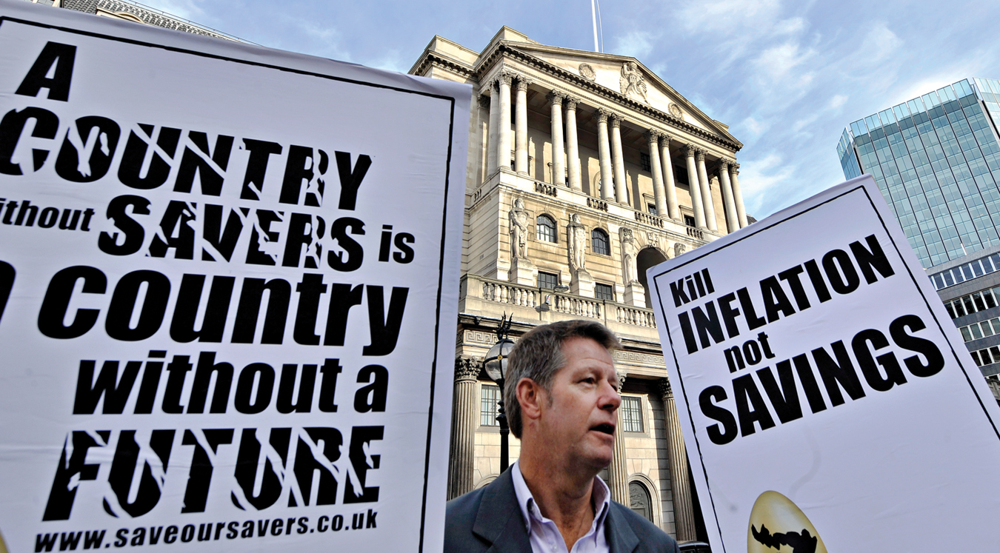 A
COUNTRY
without SAVERS is
country
without a
FUTURE
www.saveoursavers.co.uk
Kill
INFLATION
not
SAVINGS